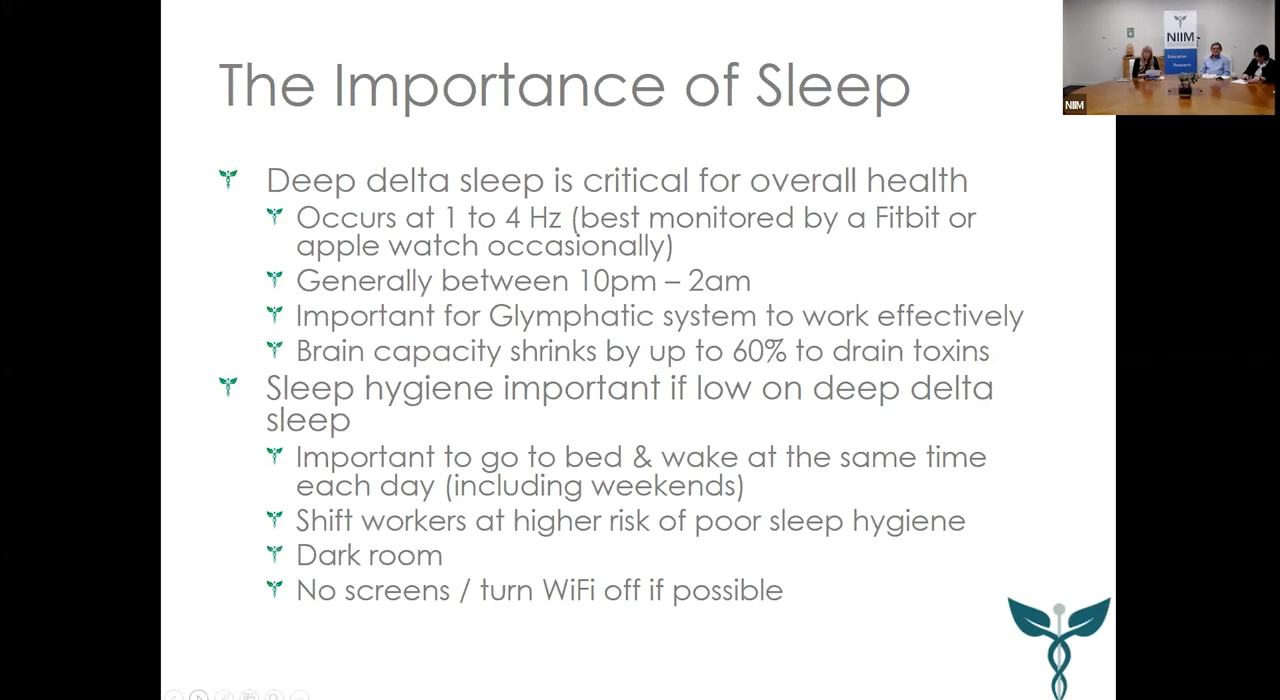 The Importance of Sleep
NIIM
Education
Research
NIIM
Deep delta sleep is critical for overall health
Occurs at 1 to 4 Hz (best monitored by a Fitbit or
apple watch occasionally)
Generally between 10pm – 2am
Important for Glymphatic system to work effectively
Brain capacity shrinks by up to 60% to drain toxins
Sleep hygiene important if low on deep delta
sleep
Important to go to bed & wake at the same time
each day (including weekends)
Shift workers at higher risk of poor sleep hygiene
Dark room
No screens / turn WiFi off if possible